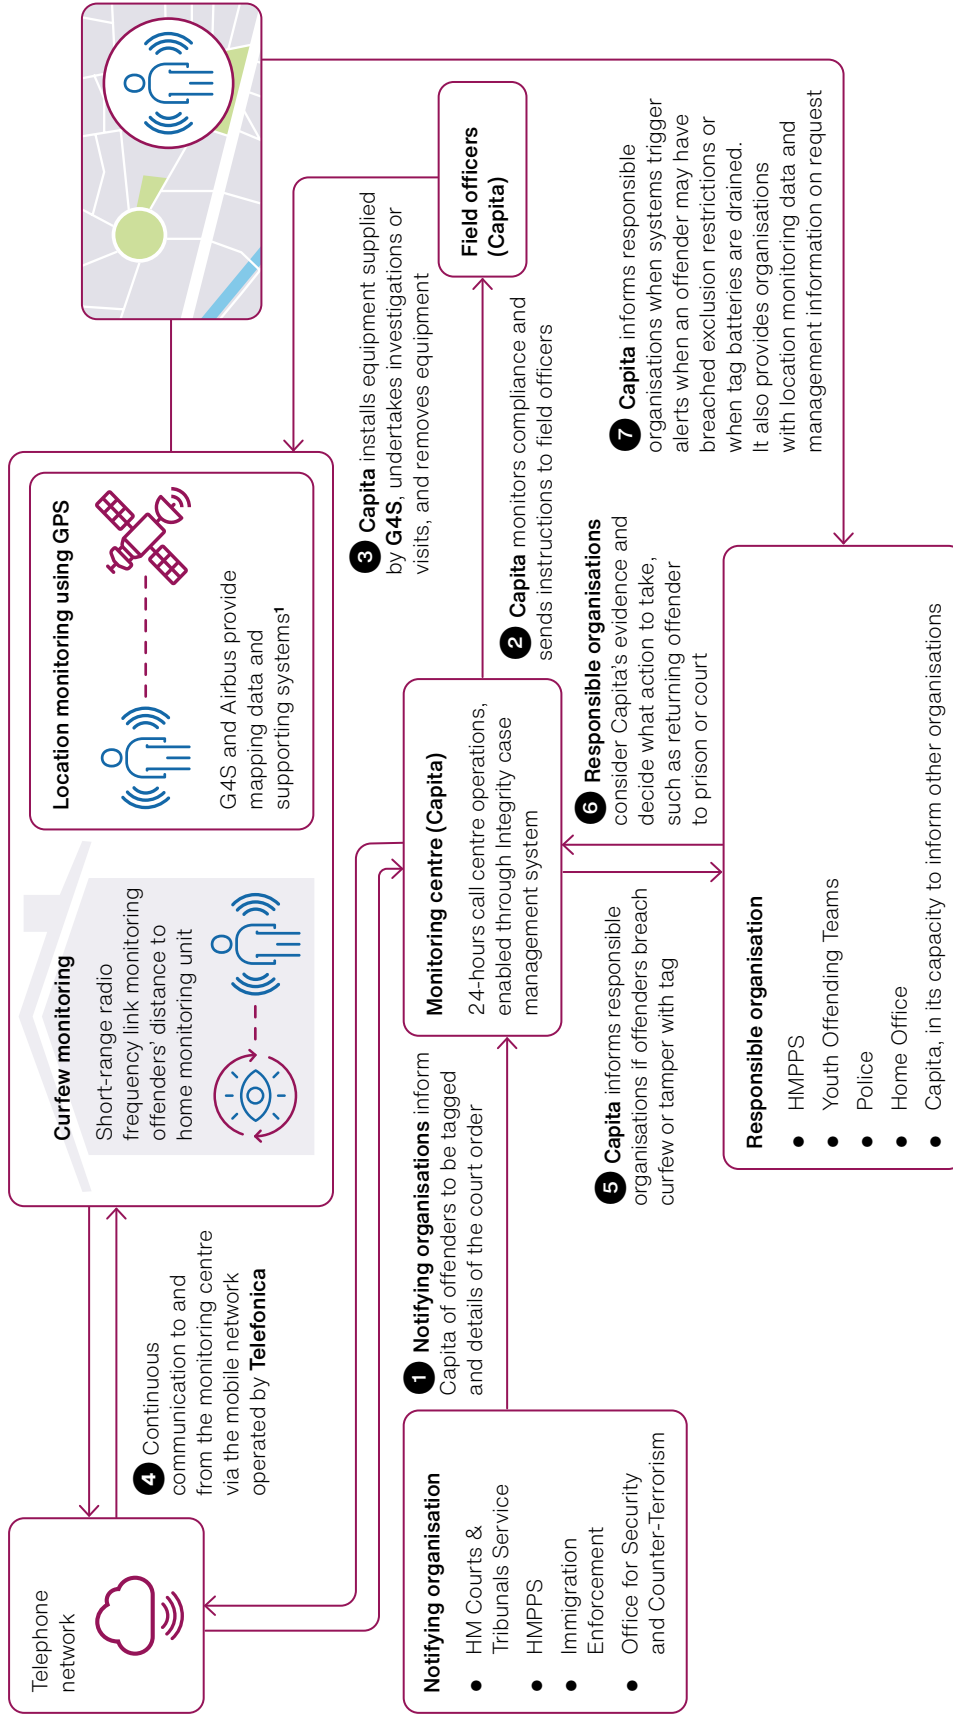 Telephone
network
4 Continuous
communication to and
from the monitoring centre
via the mobile network
operated by Telefonica
Curfew monitoring
Short-range radio
frequency link monitoring
offenders’ distance to
home monitoring unit
Location monitoring using GPS
G4S and Airbus provide
mapping data and
supporting systems¹
3 Capita installs equipment supplied
by G4S, undertakes investigations or
visits, and removes equipment
Notifying organisation
● HM Courts &
Tribunals Service
● HMPPS
● Immigration
Enforcement
● Office for Security
and Counter-Terrorism
1 Notifying organisations inform
Capita of offenders to be tagged
and details of the court order
Monitoring centre (Capita)
24-hours call centre operations,
enabled through Integrity case
management system
2 Capita monitors compliance and
sends instructions to field officers
Field officers
(Capita)
5 Capita informs responsible
organisations if offenders breach
curfew or tamper with tag
6 Responsible organisations
consider Capita’s evidence and
decide what action to take,
such as returning offender
to prison or court
7 Capita informs responsible
organisations when systems trigger
alerts when an offender may have
breached exclusion restrictions or
when tag batteries are drained.
It also provides organisations
with location monitoring data and
management information on request
Responsible organisation
● HMPPS
● Youth Offending Teams
● Police
● Home Office
● Capita, in its capacity to inform other organisations